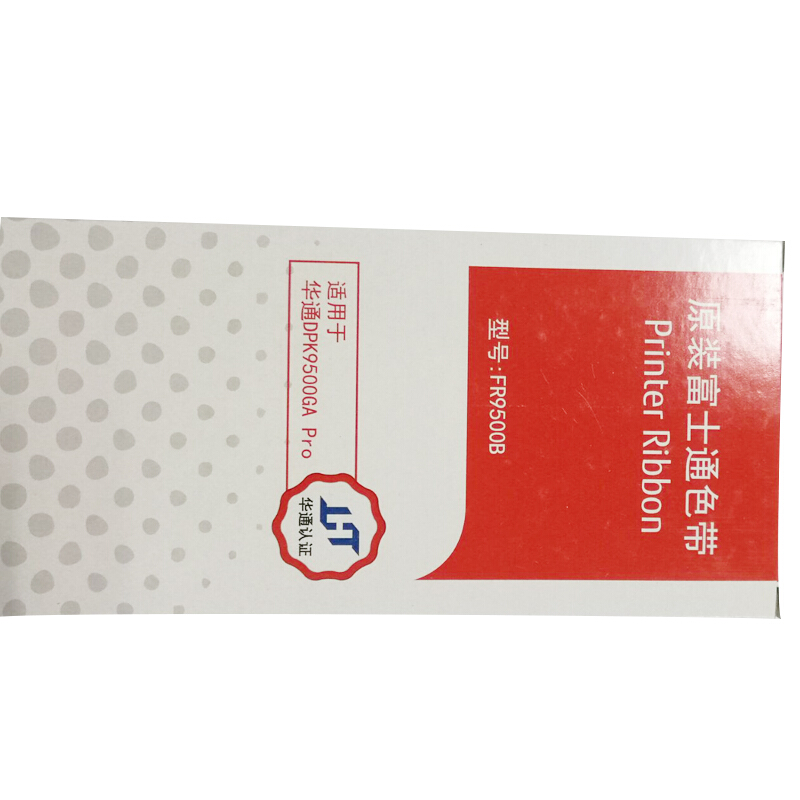 原装富士通色带
Printer Ribbon
型号:FR9500B
适用于
华通DPK9500GA Pro
华通认证